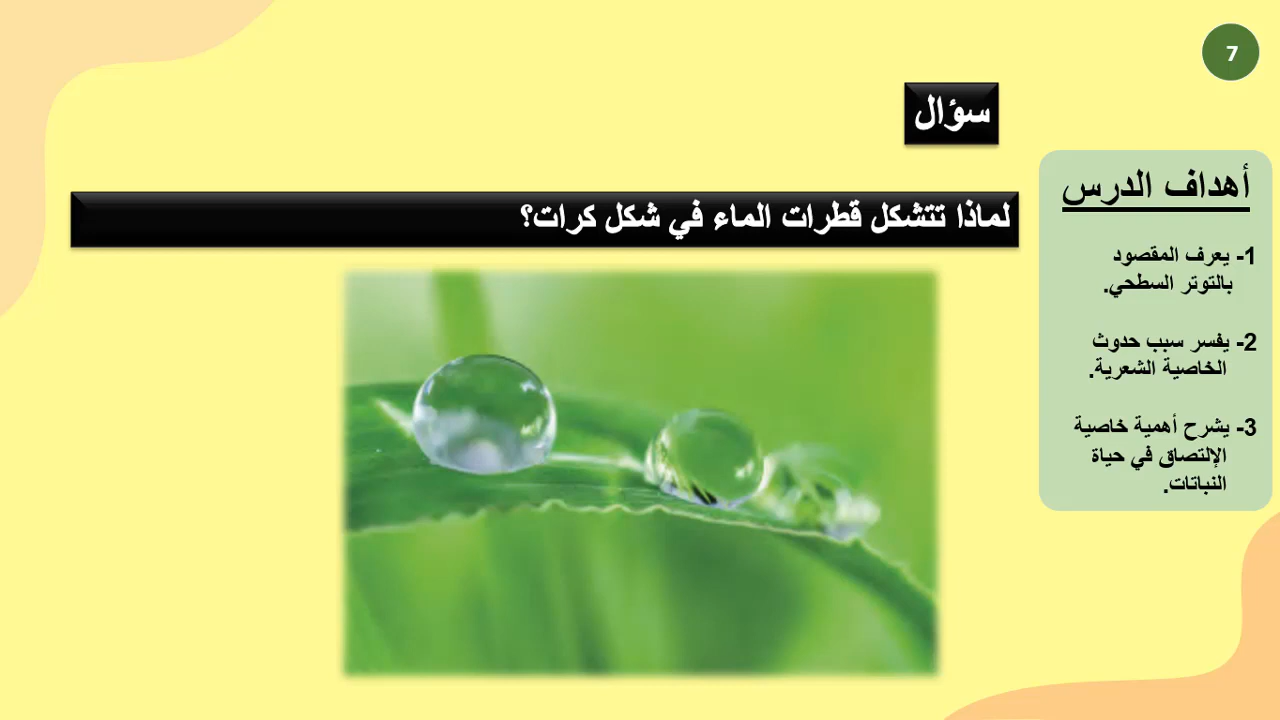 7
سؤال
لماذا تتشكل قطرات الماء في شكل كرات؟
أهداف الدرس
1- يعرف المقصود
بالتوتر السطحي.
2- يفسر سبب حدوث
الخاصية الشعرية.
3- يشرح أهمية خاصية
الإلتصاق في حياة
النباتات.